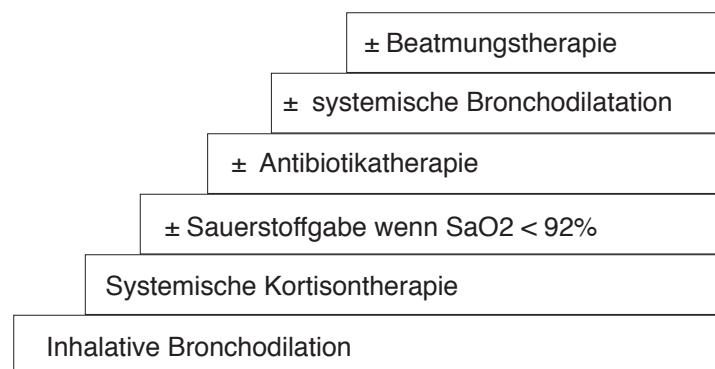 ± Beatmungstherapie
± systemische Bronchodilatation
± Antibiotikatherapie
± Sauerstoffgabe wenn SaO2 < 92%
Systemische Kortisontherapie
Inhalative Bronchodilation